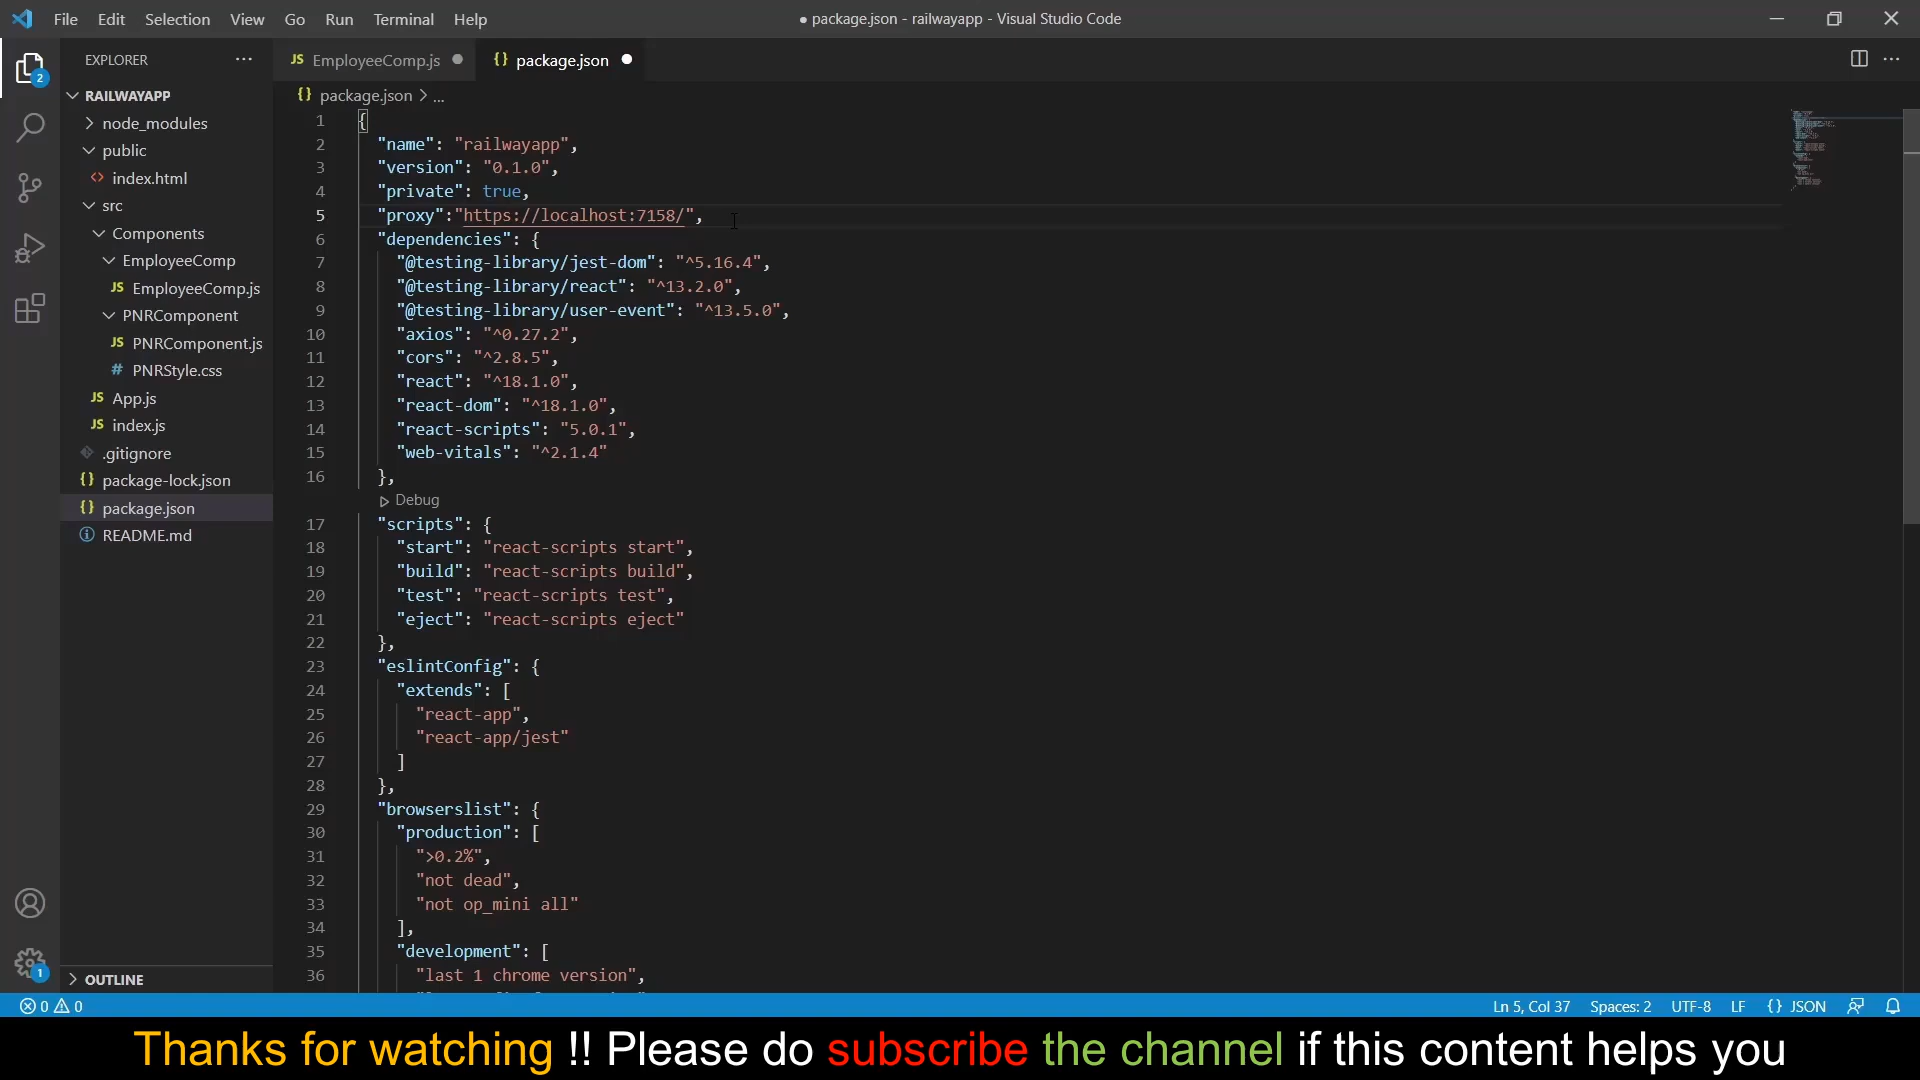 File Edit Selection View Go Run Terminal Help
● package.json - railwayapp - Visual Studio Code
EXPLORER
RAILWAYAPP
node_modules
public
index.html
src
Components
EmployeeComp
EmployeeComp.js
PNRComponent
PNRComponent.js
PNRStyle.css
App.js
index.js
.gitignore
package-lock.json
package.json
README.md
OUTLINE
2
1
EmployeeComp.js
package.json
package.json > ...
1 {
2 "name": "railwayapp",
3 "version": "0.1.0",
4 "private": true,
5 "proxy":"https://localhost:7158/",
6 "dependencies": {
7 "@testing-library/jest-dom": "^5.16.4",
8 "@testing-library/react": "^13.2.0",
9 "@testing-library/user-event": "^13.5.0",
10 "axios": "^0.27.2",
11 "cors": "^2.8.5",
12 "react": "^18.1.0",
13 "react-dom": "^18.1.0",
14 "react-scripts": "5.0.1",
15 "web-vitals": "^2.1.4"
16 },
Debug
17 "scripts": {
18 "start": "react-scripts start",
19 "build": "react-scripts build",
20 "test": "react-scripts test",
21 "eject": "react-scripts eject"
22 },
23 "eslintConfig": {
24 "extends": [
25 "react-app",
26 "react-app/jest"
27 ]
28 },
29 "browserslist": {
30 "production": [
31 ">0.2%",
32 "not dead",
33 "not op_mini all"
34 ],
35 "development": [
36 "last 1 chrome version",
0 0
Ln 5, Col 37 Spaces: 2 UTF-8 LF {} JSON
Thanks for watching !! Please do subscribe the channel if this content helps you